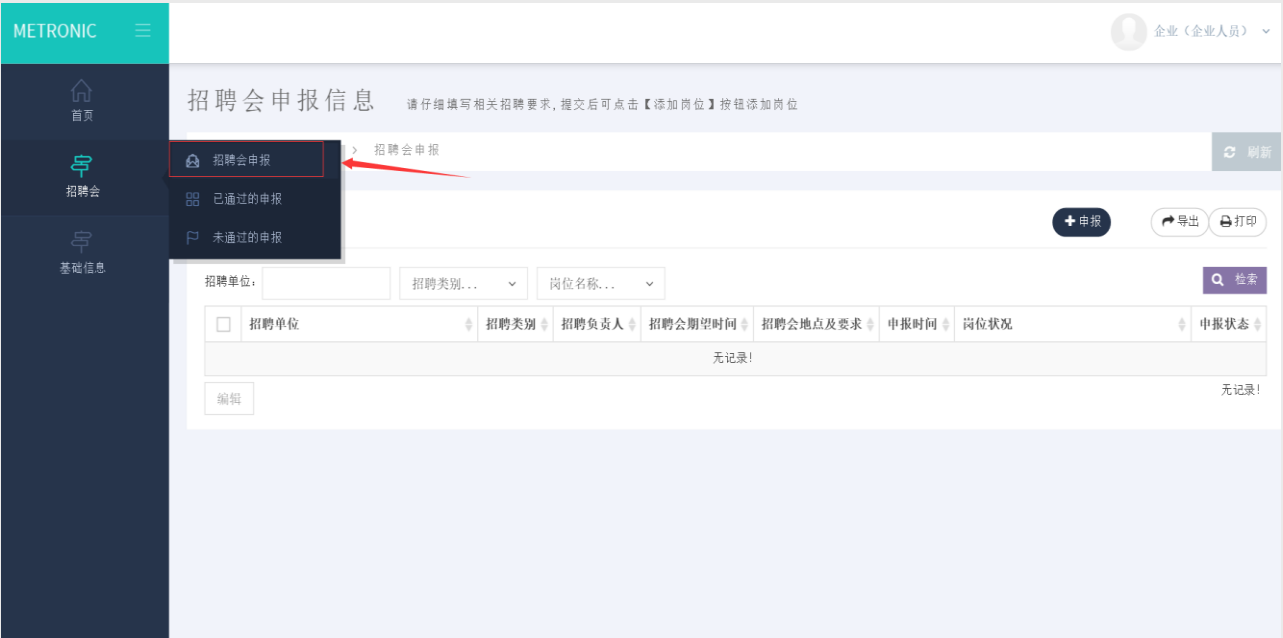 METRONIC
企业（企业人员）
首页
招聘会申报信息 请仔细填写相关招聘要求,提交后可点击【添加岗位】按钮添加岗位
招聘会
招聘会申报
> 招聘会申报
刷新
已通过的申报
未通过的申报
申报 导出 打印
基础信息
招聘单位: 招聘类别... 岗位名称... 检索
招聘单位 招聘类别 招聘负责人 招聘会期望时间 招聘会地点及要求 申报时间 岗位状况 申报状态
无记录!
编辑
无记录!